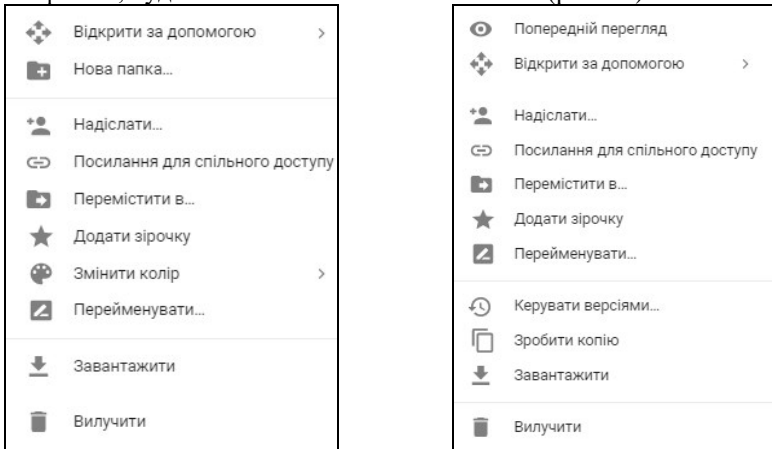 Відкрити за допомогою
Нова папка...
Надіслати...
Посилання для спільного доступу
Перемістити в...
Додати зірочку
Змінити колір
Перейменувати...
Завантажити
Вилучити
Попередній перегляд
Відкрити за допомогою
Надіслати...
Посилання для спільного доступу
Перемістити в...
Додати зірочку
Перейменувати...
Керувати версіями...
Зробити копію
Завантажити
Вилучити